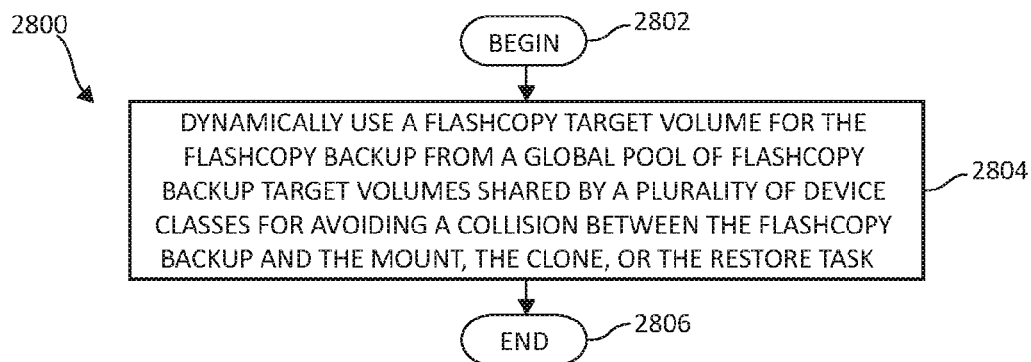 2800
BEGIN
2802
DYNAMICALLY USE A FLASHCOPY TARGET VOLUME FOR THE
FLASHCOPY BACKUP FROM A GLOBAL POOL OF FLASHCOPY
BACKUP TARGET VOLUMES SHARED BY A PLURALITY OF DEVICE
CLASSES FOR AVOIDING A COLLISION BETWEEN THE FLASHCOPY
BACKUP AND THE MOUNT, THE CLONE, OR THE RESTORE TASK
2804
END
2806